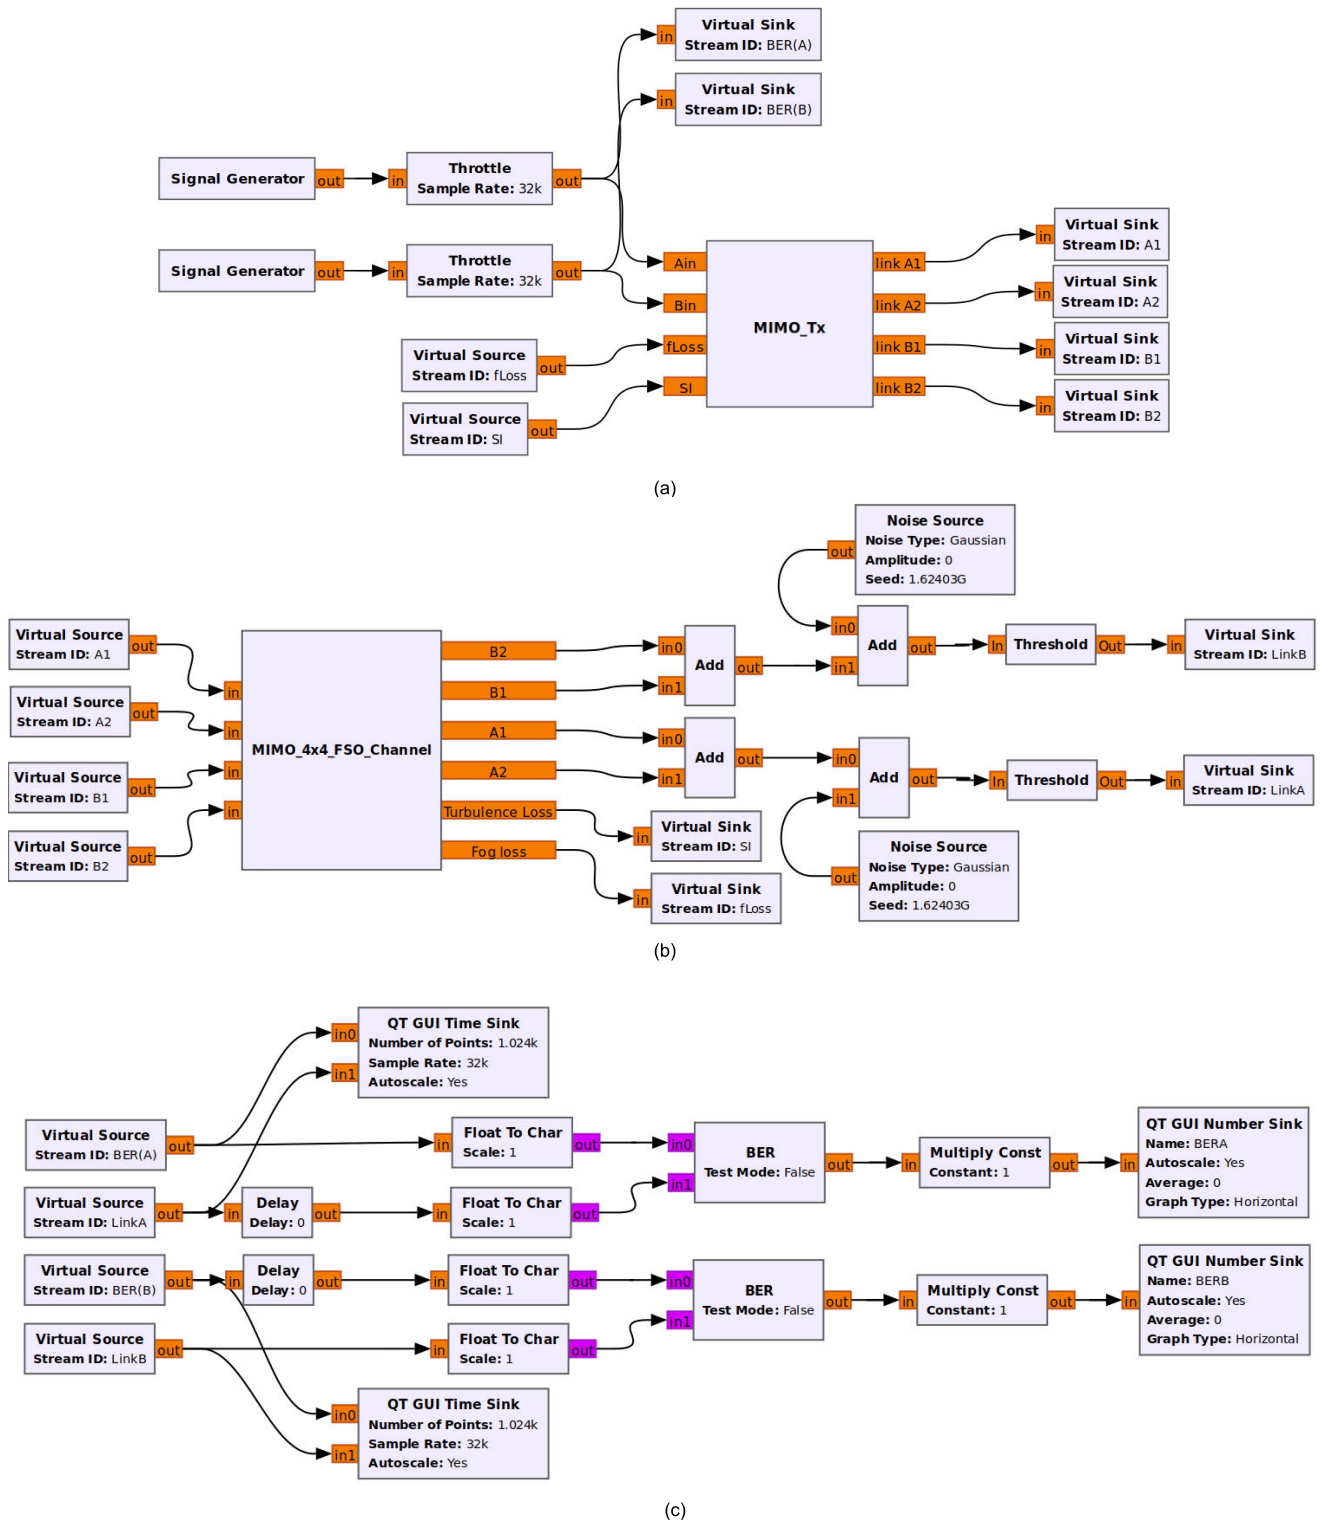 Virtual Sink
in
Stream ID: BER(A)
Virtual Sink
in
Stream ID: BER(B)
Signal Generator
out
in
Throttle
Sample Rate: 32k
out
Signal Generator
out
in
Throttle
Sample Rate: 32k
out
Virtual Source
Stream ID: fLoss
out
Virtual Source
Stream ID: SI
out
Ain
Bin
fLoss
SI
MIMO_Tx
link A1
link A2
link B1
link B2
in
Virtual Sink
Stream ID: A1
in
Virtual Sink
Stream ID: A2
in
Virtual Sink
Stream ID: B1
in
Virtual Sink
Stream ID: B2
(a)
Virtual Source
Stream ID: A1
out
Virtual Source
Stream ID: A2
out
Virtual Source
Stream ID: B1
out
Virtual Source
Stream ID: B2
out
in
in
in
in
MIMO_4x4_FSO_Channel
B2
B1
A1
A2
Turbulence Loss
Fog loss
in0
in1
Add
out
in0
in1
Add
out
in
Virtual Sink
Stream ID: SI
in
Virtual Sink
Stream ID: fLoss
Noise Source
Noise Type: Gaussian
Amplitude: 0
Seed: 1.62403G
out
in0
in1
Add
out
In
Threshold
Out
in
Virtual Sink
Stream ID: LinkB
in0
in1
Add
out
In
Threshold
Out
in
Virtual Sink
Stream ID: LinkA
Noise Source
Noise Type: Gaussian
Amplitude: 0
Seed: 1.62403G
out
(b)
in0
in1
QT GUI Time Sink
Number of Points: 1.024k
Sample Rate: 32k
Autoscale: Yes
Virtual Source
Stream ID: BER(A)
out
in
Float To Char
Scale: 1
out
Virtual Source
Stream ID: LinkA
out
in
Delay
Delay: 0
out
in
Float To Char
Scale: 1
out
in0
in1
BER
Test Mode: False
out
in
Multiply Const
Constant: 1
out
in
QT GUI Number Sink
Name: BERA
Autoscale: Yes
Average: 0
Graph Type: Horizontal
Virtual Source
Stream ID: BER(B)
out
in
Delay
Delay: 0
out
in
Float To Char
Scale: 1
out
Virtual Source
Stream ID: LinkB
out
in
Float To Char
Scale: 1
out
in0
in1
BER
Test Mode: False
out
in
Multiply Const
Constant: 1
out
in
QT GUI Number Sink
Name: BERB
Autoscale: Yes
Average: 0
Graph Type: Horizontal
in0
in1
QT GUI Time Sink
Number of Points: 1.024k
Sample Rate: 32k
Autoscale: Yes
(c)